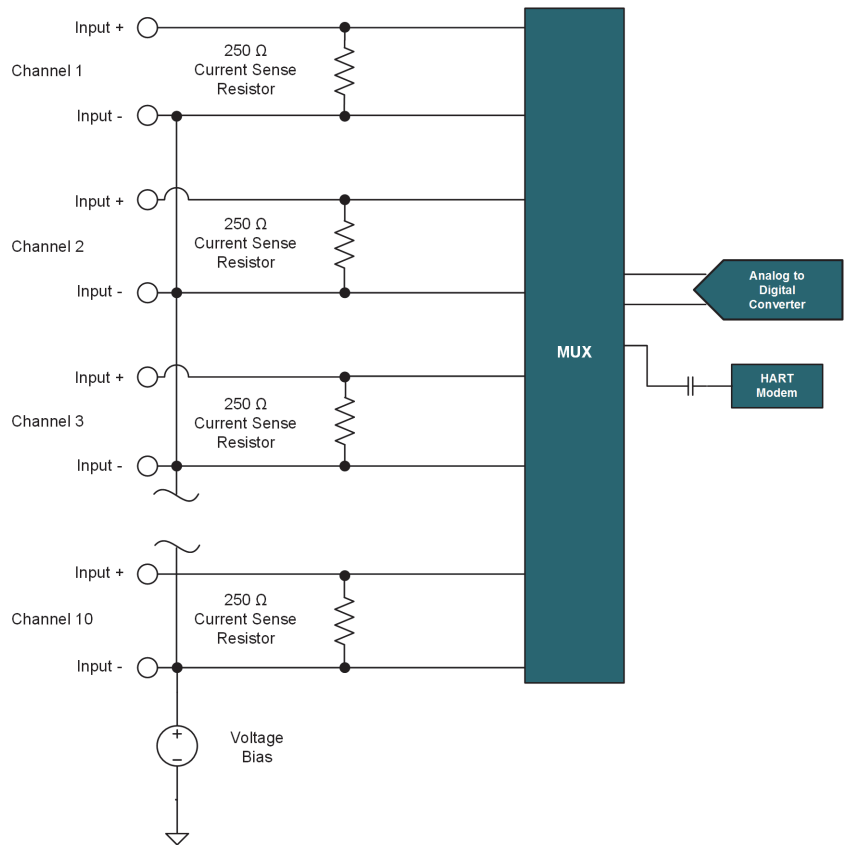 Input +
250 Ω
Current Sense
Resistor
Channel 1
Input -
Input +
250 Ω
Current Sense
Resistor
Channel 2
Input -
Input +
250 Ω
Current Sense
Resistor
Channel 3
Input -
Input +
250 Ω
Current Sense
Resistor
Channel 10
Input -
+
−
Voltage
Bias
MUX
Analog to
Digital
Converter
HART
Modem